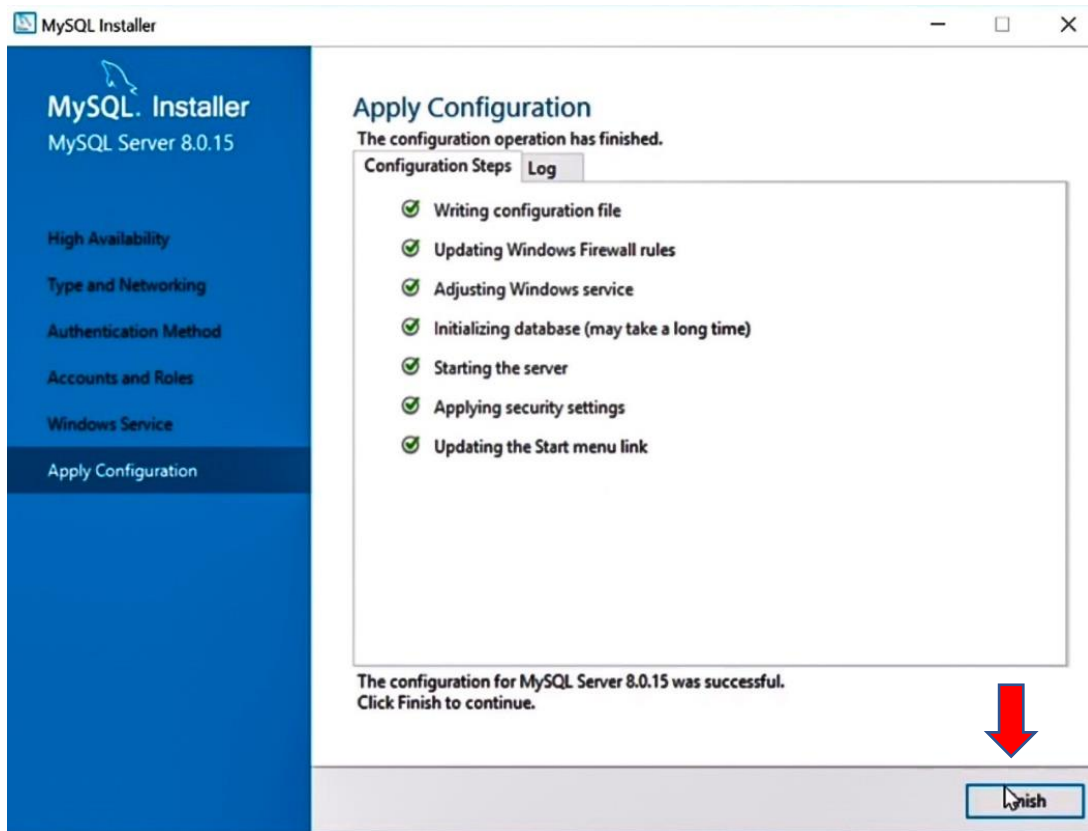 MySQL Installer
MySQL. Installer
MySQL Server 8.0.15
High Availability
Type and Networking
Authentication Method
Accounts and Roles
Windows Service
Apply Configuration
Apply Configuration
The configuration operation has finished.
Configuration Steps Log
Writing configuration file
Updating Windows Firewall rules
Adjusting Windows service
Initializing database (may take a long time)
Starting the server
Applying security settings
Updating the Start menu link
The configuration for MySQL Server 8.0.15 was successful.
Click Finish to continue.
Finish